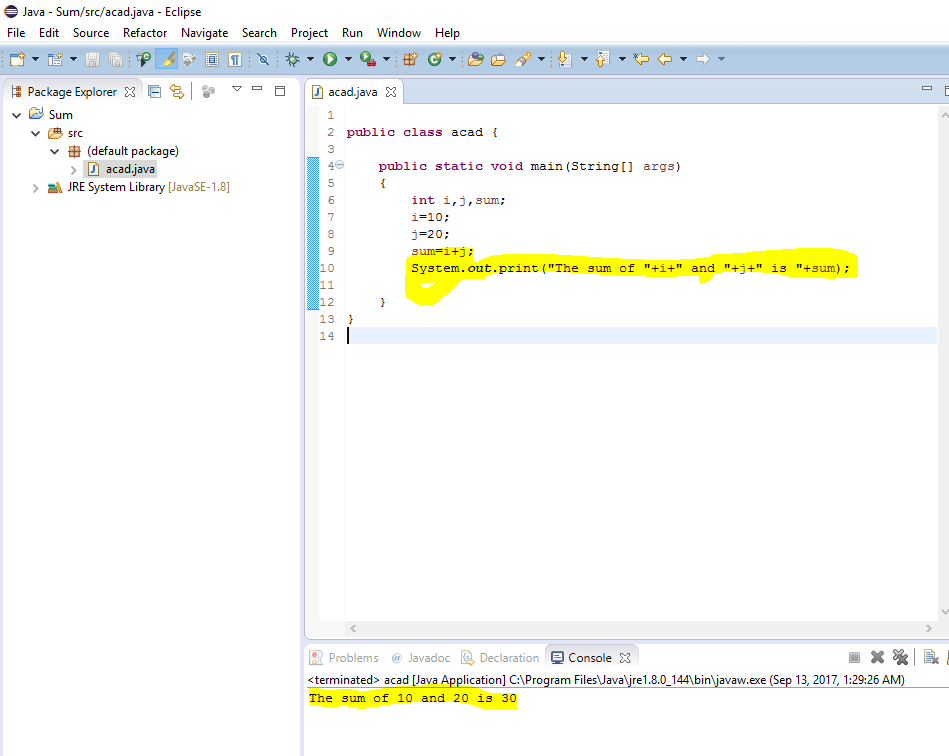 Java - Sum/src/acad.java - Eclipse
File Edit Source Refactor Navigate Search Project Run Window Help
Package Explorer
Sum
src
(default package)
acad.java
JRE System Library [JavaSE-1.8]
acad.java
1
2 public class acad {
3
4 public static void main(String[] args)
5 {
6 int i,j,sum;
7 i=10;
8 j=20;
9 sum=i+j;
10 System.out.print("The sum of "+i+" and "+j+" is "+sum);
11
12 }
13 }
14
Problems @ Javadoc Declaration Console
<terminated> acad [Java Application] C:\Program Files\Java\jre1.8.0_144\bin\javaw.exe (Sep 13, 2017, 1:29:26 AM)
The sum of 10 and 20 is 30